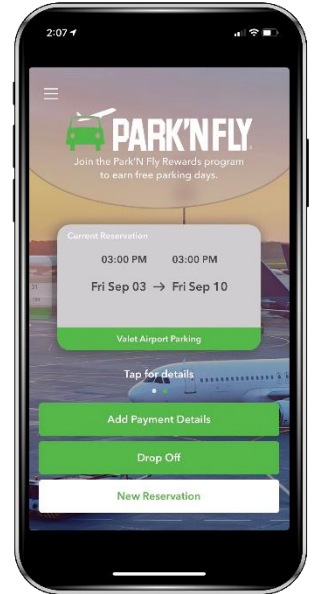 2:07
PARK'N FLY
Join the Park'N Fly Rewards program
to earn free parking days.
Current Reservation
03:00 PM 03:00 PM
Fri Sep 03 → Fri Sep 10
Valet Airport Parking
Tap for details
Add Payment Details
Drop Off
New Reservation